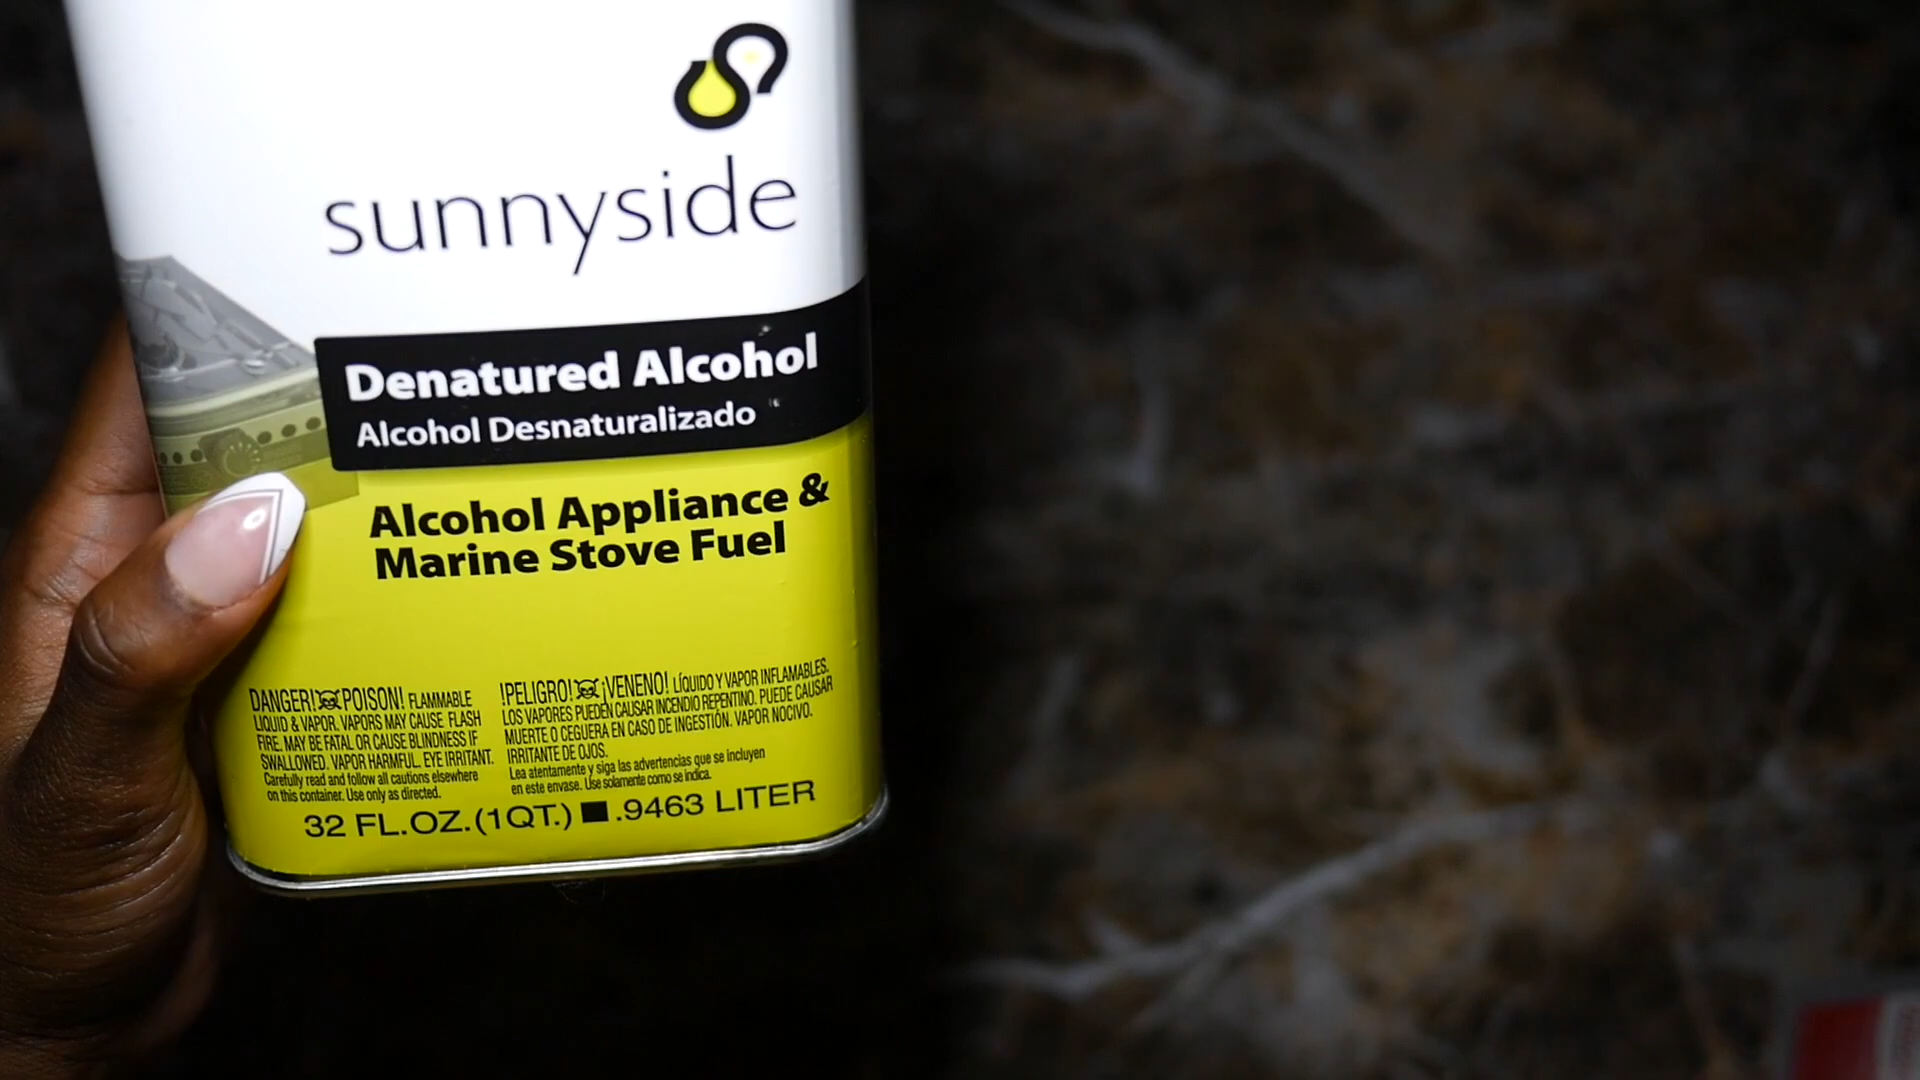 sunnyside
Denatured Alcohol
Alcohol Desnaturalizado
Alcohol Appliance &
Marine Stove Fuel
DANGER! POISON! FLAMMABLE
LIQUID & VAPOR. VAPORS MAY CAUSE FLASH
FIRE. MAY BE FATAL OR CAUSE BLINDNESS IF
SWALLOWED. VAPOR HARMFUL. EYE IRRITANT.
Carefully read and follow all cautions elsewhere
on this container. Use only as directed.
!PELIGRO! ¡VENENO! LÍQUIDO Y VAPOR INFLAMABLES.
LOS VAPORES PUEDEN CAUSAR INCENDIO REPENTINO. PUEDE CAUSAR
MUERTE O CEGUERA EN CASO DE INGESTIÓN. VAPOR NOCIVO.
IRRITANTE DE OJOS.
Lea atentamente y siga las advertencias que se incluyen
en este envase. Use solamente como se indica.
32 FL.OZ.(1QT.) ■ .9463 LITER